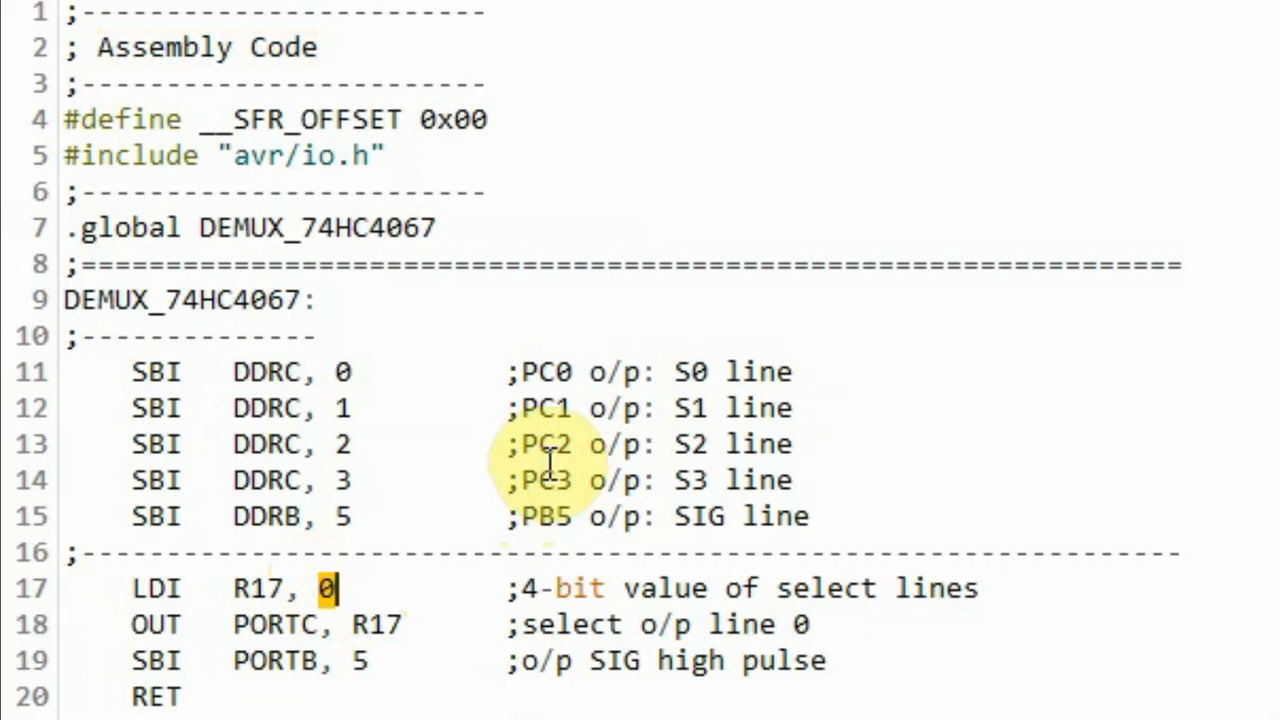 1 ;------------------------
2 ; Assembly Code
3 ;------------------------
4 #define __SFR_OFFSET 0x00
5 #include "avr/io.h"
6 ;------------------------
7 .global DEMUX_74HC4067
8 ;=================================================================
9 DEMUX_74HC4067:
10 ;--------------
11     SBI   DDRC, 0         ;PC0 o/p: S0 line
12     SBI   DDRC, 1         ;PC1 o/p: S1 line
13     SBI   DDRC, 2         ;PC2 o/p: S2 line
14     SBI   DDRC, 3         ;PC3 o/p: S3 line
15     SBI   DDRB, 5         ;PB5 o/p: SIG line
16 ;-----------------------------------------------------------------
17     LDI   R17, 0          ;4-bit value of select lines
18     OUT   PORTC, R17      ;select o/p line 0
19     SBI   PORTB, 5        ;o/p SIG high pulse
20     RET